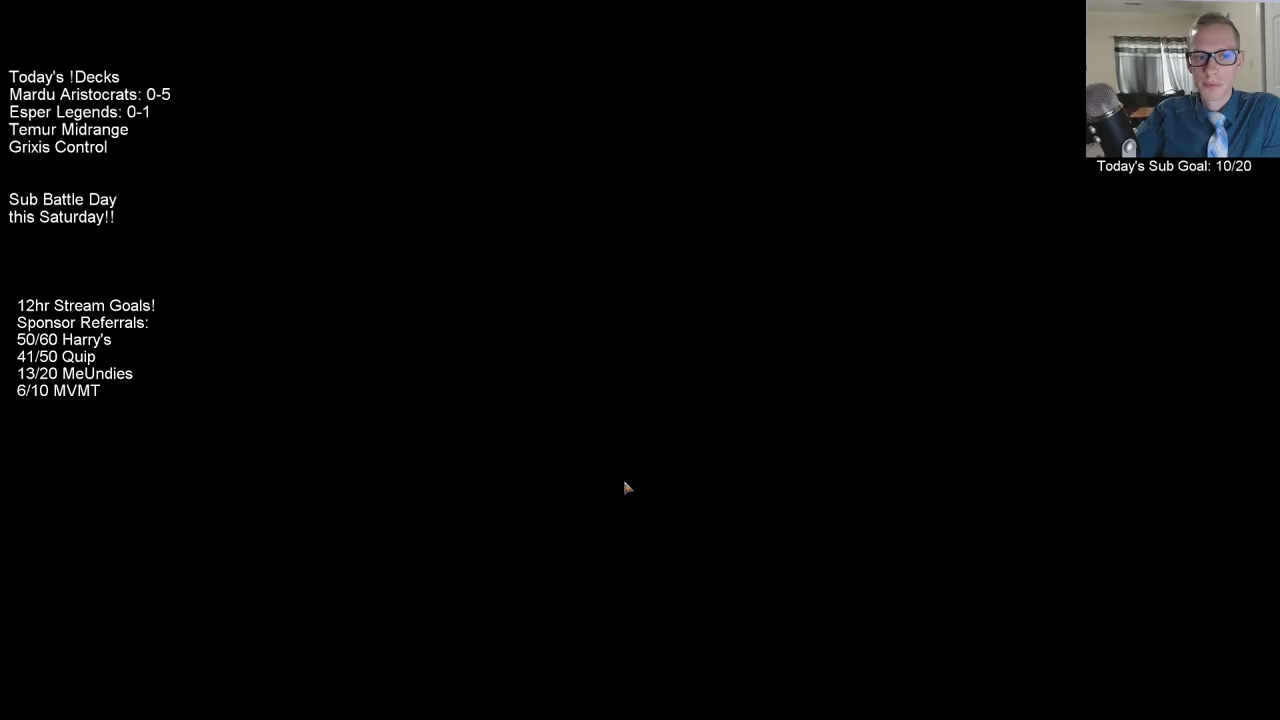 Today's !Decks
Mardu Aristocrats: 0-5
Esper Legends: 0-1
Temur Midrange
Grixis Control
Sub Battle Day
this Saturday!!
12hr Stream Goals!
Sponsor Referrals:
50/60 Harry's
41/50 Quip
13/20 MeUndies
6/10 MVMT
Today's Sub Goal: 10/20